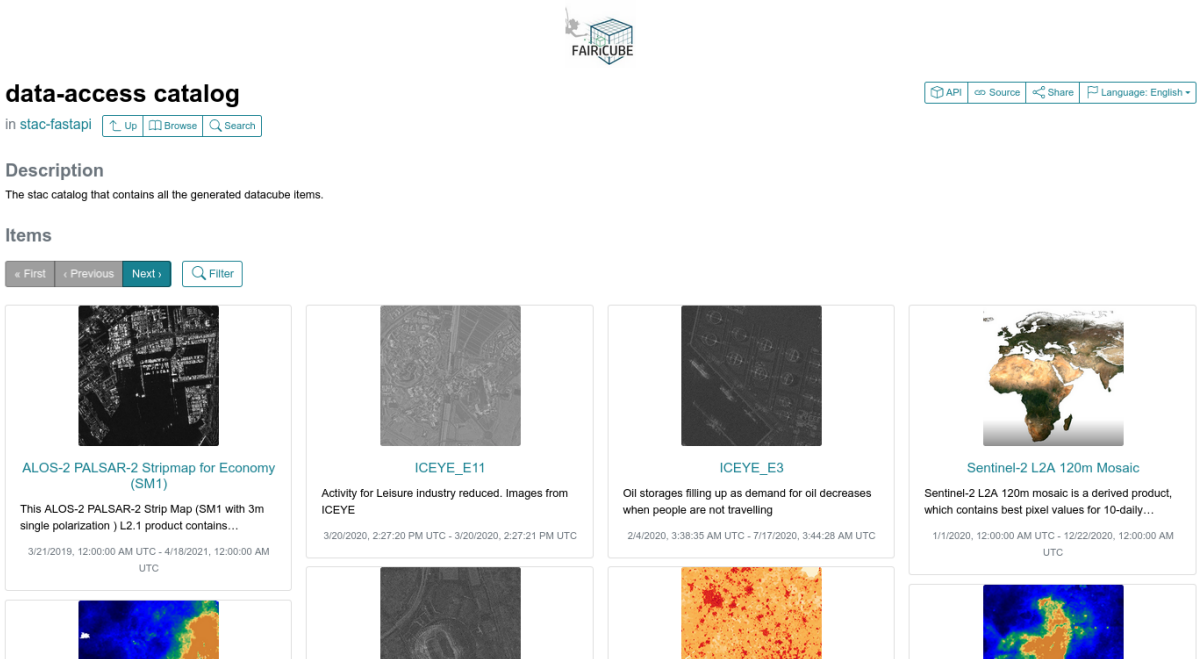 FAIRiCUBE
data-access catalog
API Source Share Language: English
in stac-fastapi Up Browse Search
Description
The stac catalog that contains all the generated datacube items.
Items
« First ‹ Previous Next › Filter
ALOS-2 PALSAR-2 Stripmap for Economy
(SM1)
This ALOS-2 PALSAR-2 Strip Map (SM1 with 3m
single polarization ) L2.1 product contains…
3/21/2019, 12:00:00 AM UTC - 4/18/2021, 12:00:00 AM
UTC
ICEYE_E11
Activity for Leisure industry reduced. Images from
ICEYE
3/20/2020, 2:27:20 PM UTC - 3/20/2020, 2:27:21 PM UTC
ICEYE_E3
Oil storages filling up as demand for oil decreases
when people are not travelling
2/4/2020, 3:38:35 AM UTC - 7/17/2020, 3:44:28 AM UTC
Sentinel-2 L2A 120m Mosaic
Sentinel-2 L2A 120m mosaic is a derived product,
which contains best pixel values for 10-daily…
1/1/2020, 12:00:00 AM UTC - 12/22/2020, 12:00:00 AM
UTC